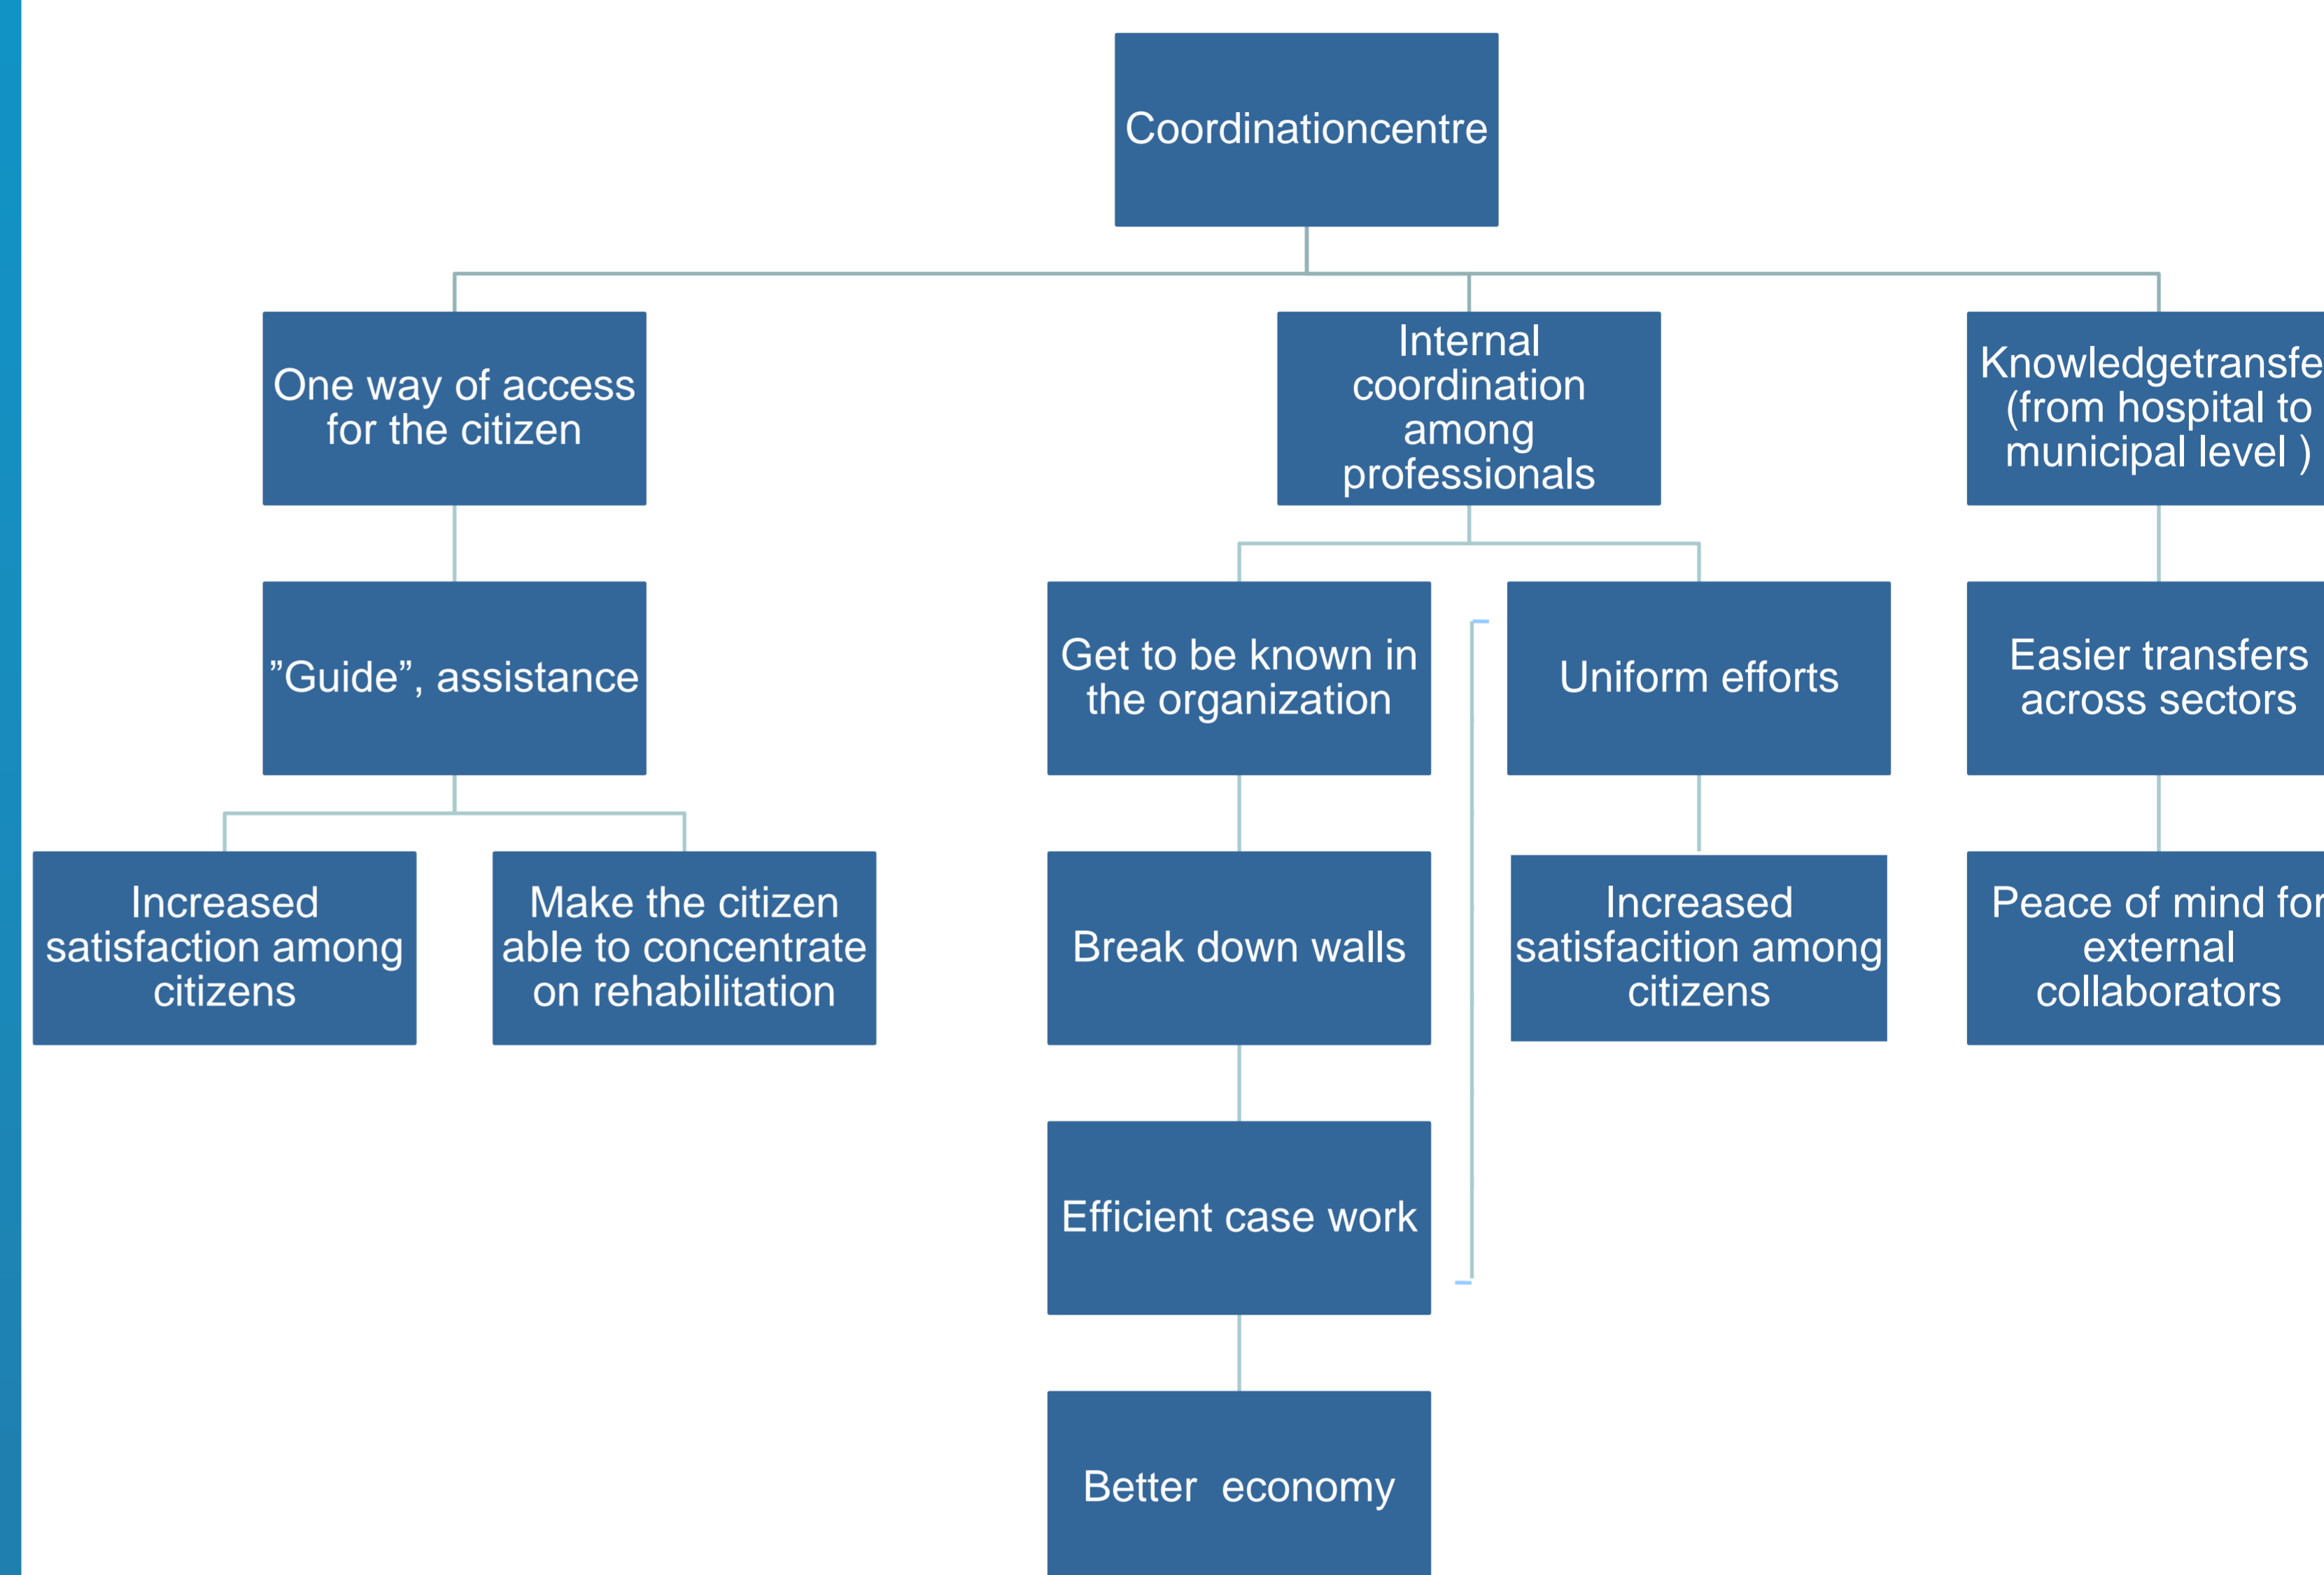 Coordinationcentre
One way of access
for the citizen
Internal
coordination
among
professionals
Knowledgetransfe
(from hospital to
municipal level )
”Guide”, assistance
Get to be known in
the organization
Uniform efforts
Easier transfers
across sectors
Increased
satisfaction among
citizens
Make the citizen
able to concentrate
on rehabilitation
Break down walls
Increased
satisfaction among
citizens
Peace of mind for
external
collaborators
Efficient case work
Better  economy